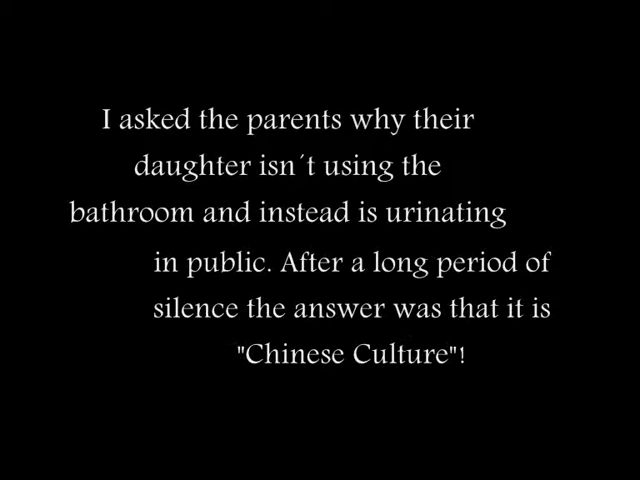 I asked the parents why their
daughter isn´t using the
bathroom and instead is urinating
in public. After a long period of
silence the answer was that it is
"Chinese Culture"!